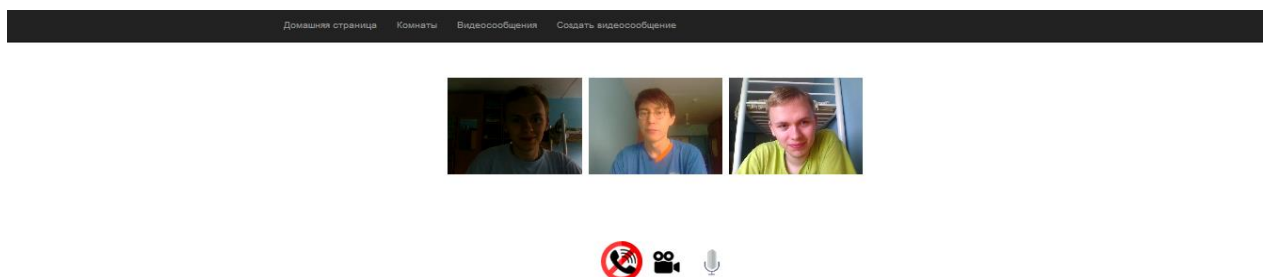 Домашняя страница Комнаты Видеосообщения Создать видеосообщение